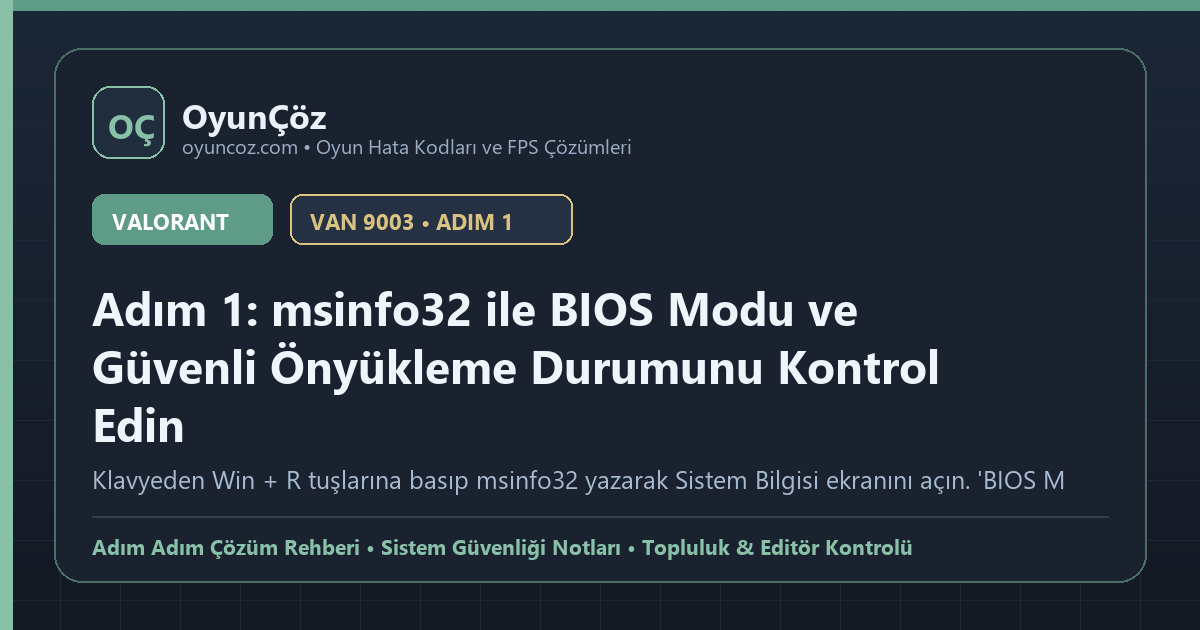 OÇ
OyunÇöz
oyuncoz.com • Oyun Hata Kodları ve FPS Çözümleri
VALORANT
VAN 9003 • ADIM 1
Adım 1: msinfo32 ile BIOS Modu ve
Güvenli Önyükleme Durumunu Kontrol
Edin
Klavyeden Win + R tuşlarına basıp msinfo32 yazarak Sistem Bilgisi ekranını açın. 'BIOS M
Adım Adım Çözüm Rehberi • Sistem Güvenliği Notları • Topluluk & Editör Kontrolü